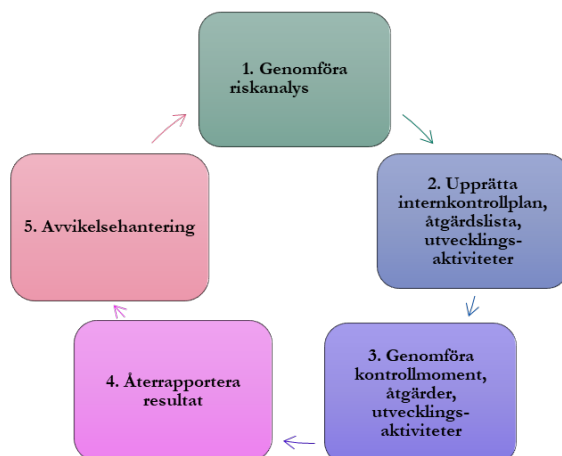 1. Genomföra
riskanalys
2. Upprätta
internkontrollplan,
åtgärdslista,
utvecklings-
aktiviteter
3. Genomföra
kontrollmoment,
åtgärder,
utvecklings-
aktiviteter
4. Återrapportera
resultat
5. Avvikelsehantering